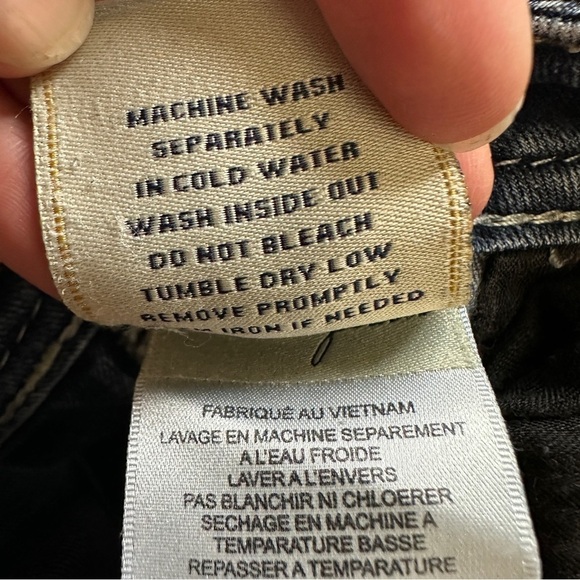 MACHINE WASH
SEPARATELY
IN COLD WATER
WASH INSIDE OUT
DO NOT BLEACH
TUMBLE DRY LOW
REMOVE PROMPTLY
IRON IF NEEDED
FABRIQUÉ AU VIETNAM
LAVAGE EN MACHINE SEPAREMENT
A L'EAU FROIDE
LAVER A L'ENVERS
PAS BLANCHIR NI CHLOERER
SECHAGE EN MACHINE A
TEMPARATURE BASSE
REPASSER A TEMPARATURE